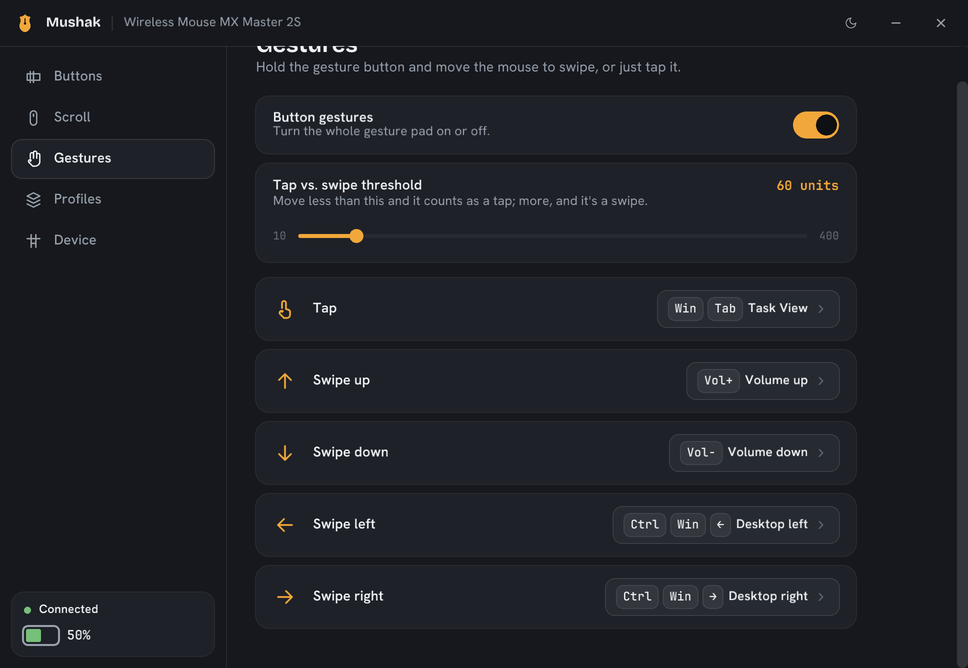 Mushak
Wireless Mouse MX Master 2S
Buttons
Scroll
Gestures
Profiles
Device
Connected
50%
Gestures
Hold the gesture button and move the mouse to swipe, or just tap it.
Button gestures
Turn the whole gesture pad on or off.
Tap vs. swipe threshold
60 units
Move less than this and it counts as a tap; more, and it's a swipe.
10
400
Tap
Win Tab Task View
Swipe up
Vol+ Volume up
Swipe down
Vol- Volume down
Swipe left
Ctrl Win ← Desktop left
Swipe right
Ctrl Win → Desktop right